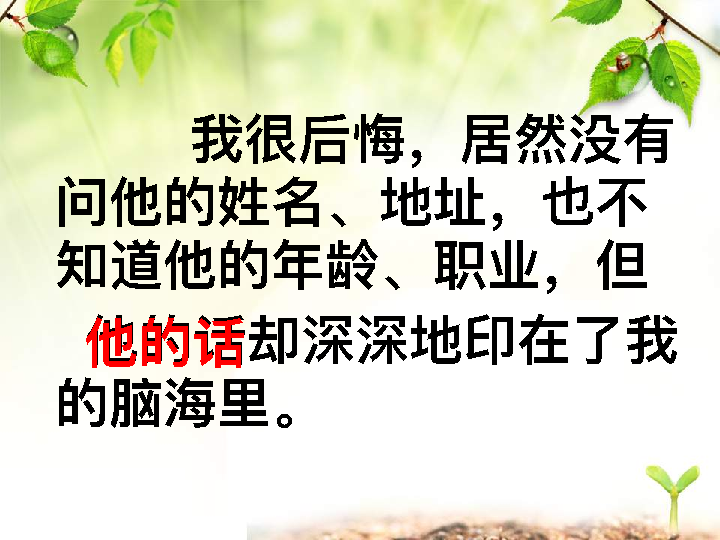 我很后悔，居然没有
问他的姓名、地址，也不
知道他的年龄、职业，但
他的话却深深地印在了我
的脑海里。